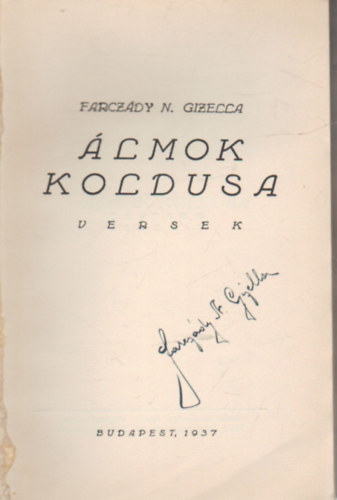 FARCZÁDY N. GIZELLA
ÁLMOK
KOLDUSA
VERSEK
Farczády N. Gizella
BUDAPEST, 1937